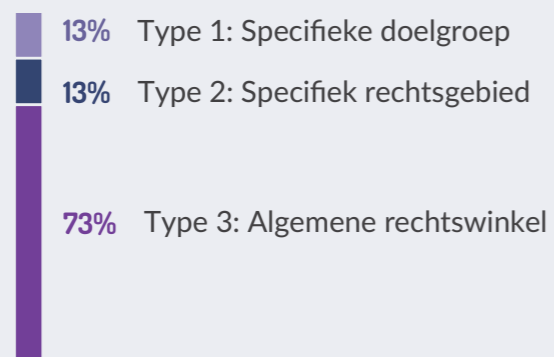 13% Type 1: Specifieke doelgroep
13% Type 2: Specifiek rechtsgebied
73% Type 3: Algemene rechtswinkel